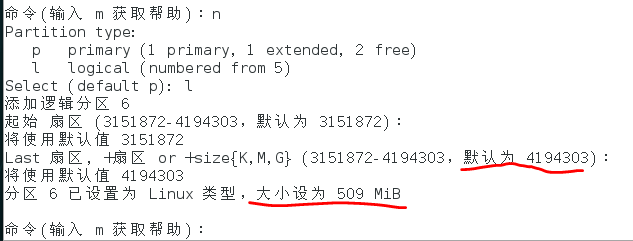 命令(输入 m 获取帮助)：n
Partition type:
p primary (1 primary, 1 extended, 2 free)
l logical (numbered from 5)
Select (default p): l
添加逻辑分区 6
起始 扇区 (3151872-4194303，默认为 3151872)：
将使用默认值 3151872
Last 扇区, +扇区 or +size{K,M,G} (3151872-4194303，默认为 4194303)：
将使用默认值 4194303
分区 6 已设置为 Linux 类型，大小设为 509 MiB
命令(输入 m 获取帮助)：